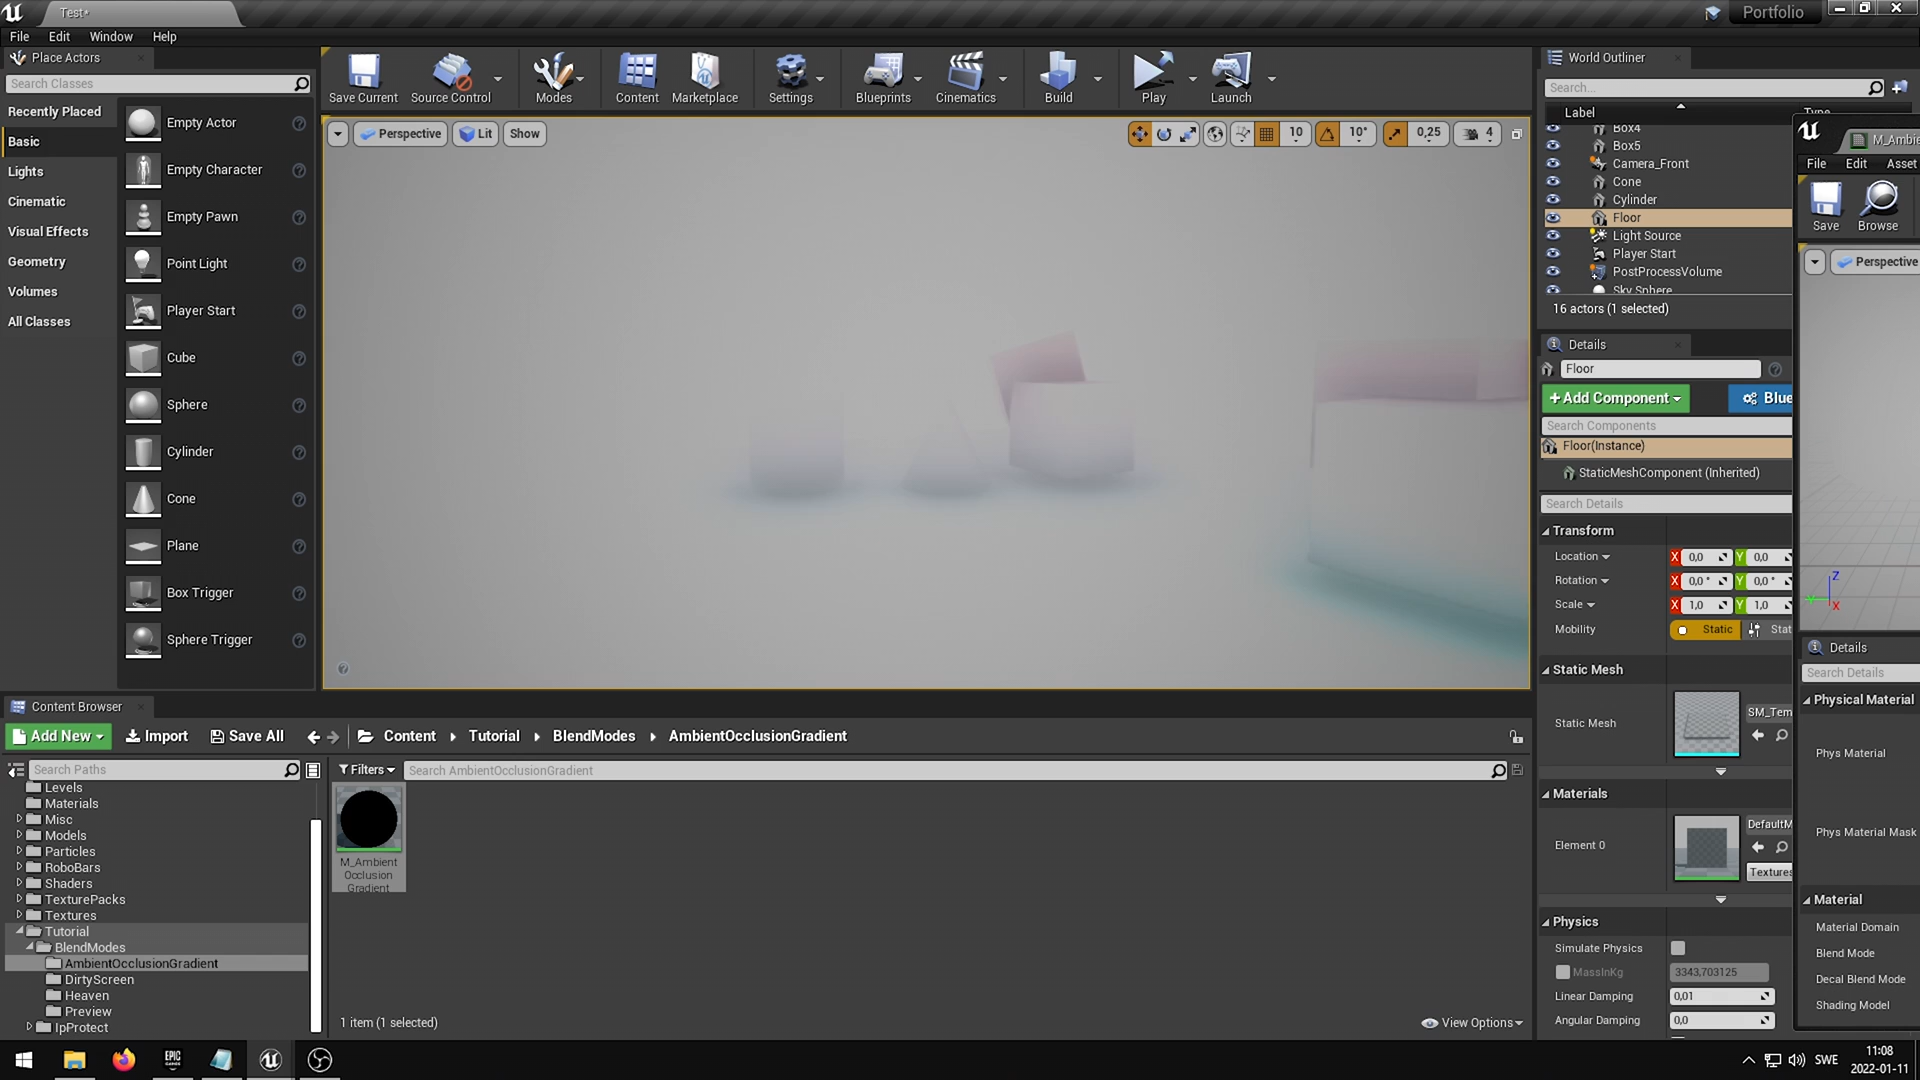 Test*
Portfolio
File Edit Window Help
Place Actors
Search Classes
Recently Placed
Basic
Lights
Cinematic
Visual Effects
Geometry
Volumes
All Classes
Empty Actor
Empty Character
Empty Pawn
Point Light
Player Start
Cube
Sphere
Cylinder
Cone
Plane
Box Trigger
Sphere Trigger
Save Current Source Control Modes Content Marketplace Settings Blueprints Cinematics Build Play Launch
Perspective Lit Show
10 10° 0,25 4
World Outliner
Search...
Label Type
Box4
Box5
Camera_Front
Cone
Cylinder
Floor
Light Source
Player Start
PostProcessVolume
Sky Sphere
16 actors (1 selected)
Details
Floor
+Add Component Blue
Search Components
Floor(Instance)
StaticMeshComponent (Inherited)
Search Details
Transform
Location X 0,0 Y 0,0
Rotation X 0,0 ° Y 0,0 °
Scale X 1,0 Y 1,0
Mobility Static Stat
Static Mesh
Static Mesh SM_Tem
Materials
Element 0 DefaultM
Textures
Physics
Simulate Physics
MassInKg 3343,703125
Linear Damping 0,01
Angular Damping 0,0
M_Ambie
File Edit Asset
Save Browse
Perspective
Z
X
Details
Search Details
Physical Material
Phys Material
Phys Material Mask
Material
Material Domain
Blend Mode
Decal Blend Mode
Shading Model
Content Browser
Add New Import Save All Content Tutorial BlendModes AmbientOcclusionGradient
Search Paths
Filters Search AmbientOcclusionGradient
Levels
Materials
Misc
Models
Particles
RoboBars
Shaders
TexturePacks
Textures
Tutorial
BlendModes
AmbientOcclusionGradient
DirtyScreen
Heaven
Preview
IpProtect
M_Ambient
Occlusion
Gradient
1 item (1 selected)
View Options
EPIC
GAMES
SWE
11:08
2022-01-11